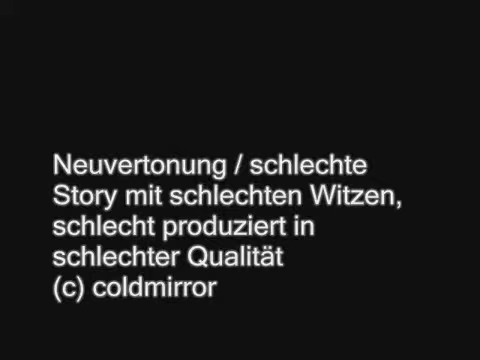 Neuvertonung / schlechte
Story mit schlechten Witzen,
schlecht produziert in
schlechter Qualität
(c) coldmirror